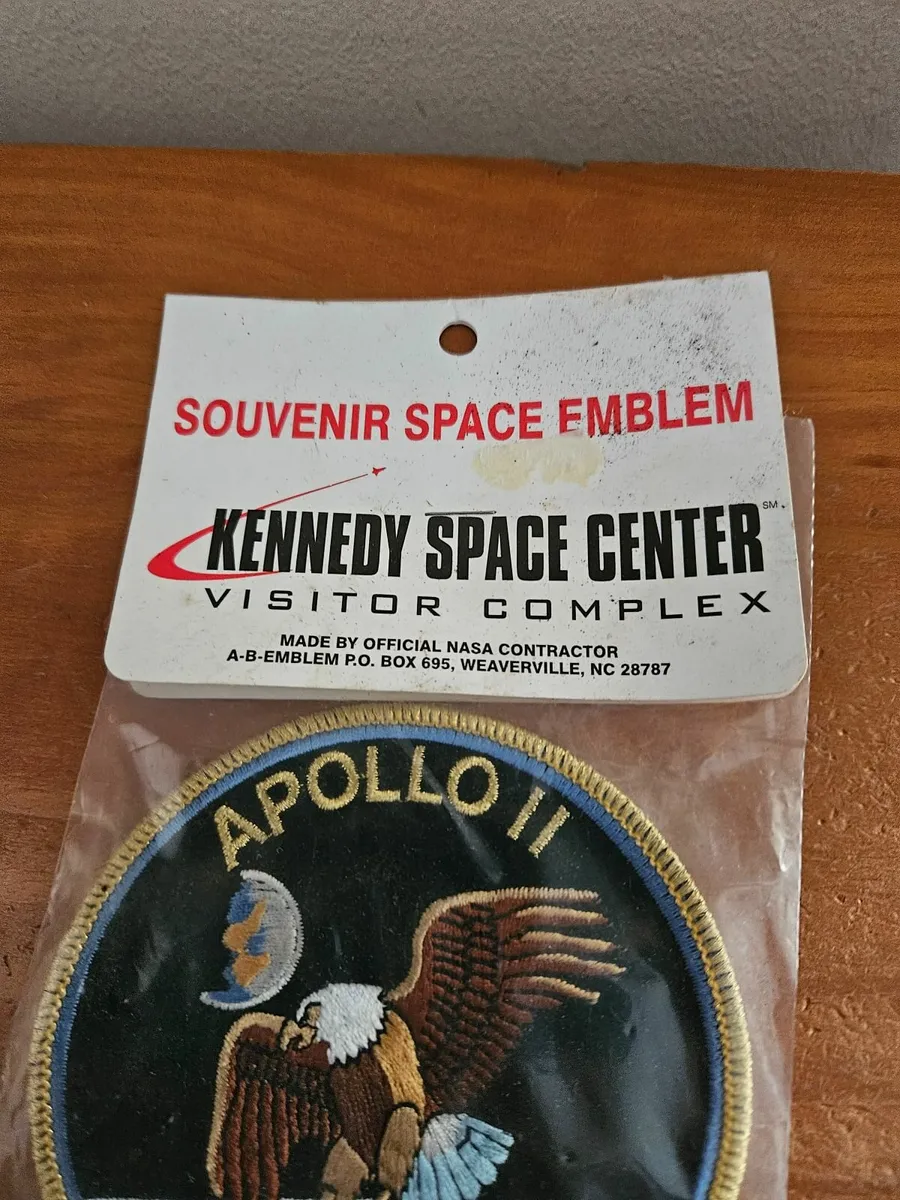 SOUVENIR SPACE EMBLEM
KENNEDY SPACE CENTER SM
VISITOR COMPLEX
MADE BY OFFICIAL NASA CONTRACTOR
A-B-EMBLEM P.O. BOX 695, WEAVERVILLE, NC 28787
APOLLO 11